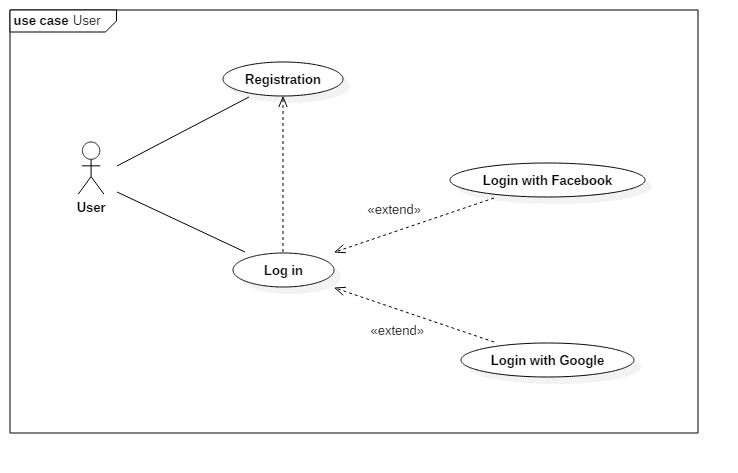 use case User
Registration
Login with Facebook
«extend»
User
Log in
«extend»
Login with Google